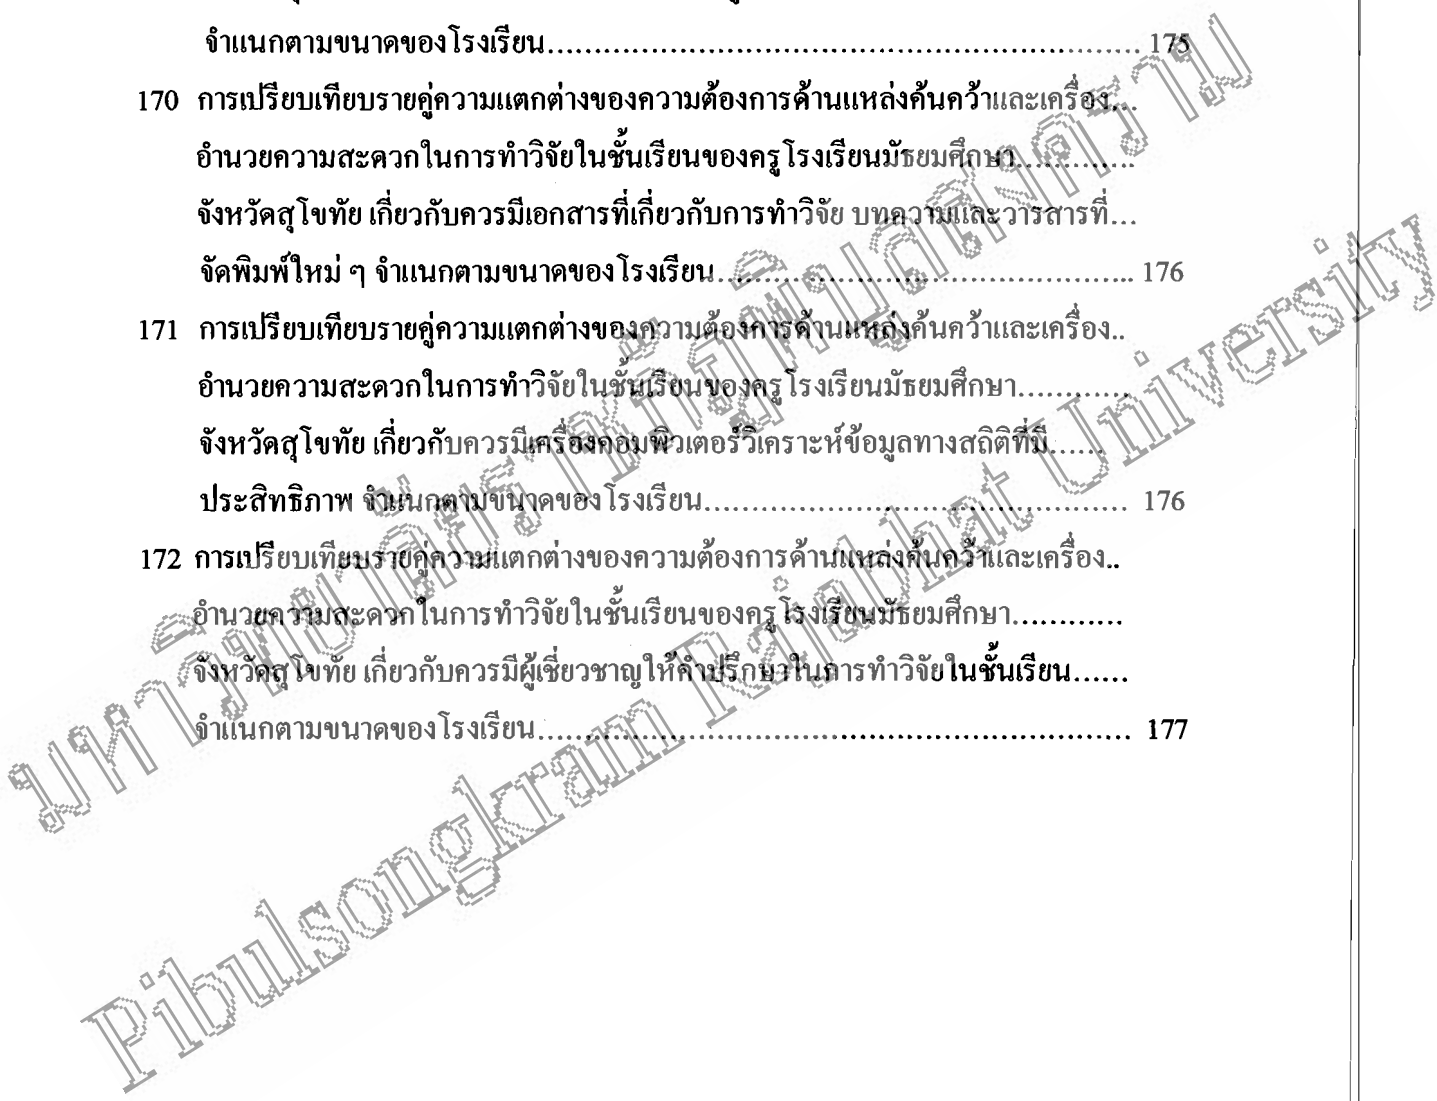 จำแนกตามขนาดของโรงเรียน................................................................ 175
170 การเปรียบเทียบรายคู่ความแตกต่างของความต้องการด้านแหล่งค้นคว้าและเครื่อง...
อำนวยความสะดวกในการทำวิจัยในชั้นเรียนของครูโรงเรียนมัธยมศึกษา.............
จังหวัดสุโขทัย เกี่ยวกับควรมีเอกสารที่เกี่ยวกับการทำวิจัย บทความและวารสารที่...
จัดพิมพ์ใหม่ ๆ จำแนกตามขนาดของโรงเรียน............................................. 176
171 การเปรียบเทียบรายคู่ความแตกต่างของความต้องการด้านแหล่งค้นคว้าและเครื่อง..
อำนวยความสะดวกในการทำวิจัยในชั้นเรียนของครูโรงเรียนมัธยมศึกษา............
จังหวัดสุโขทัย เกี่ยวกับควรมีเครื่องคอมพิวเตอร์วิเคราะห์ข้อมูลทางสถิติที่มี......
ประสิทธิภาพ จำแนกตามขนาดของโรงเรียน.............................................. 176
172 การเปรียบเทียบรายคู่ความแตกต่างของความต้องการด้านแหล่งค้นคว้าและเครื่อง..
อำนวยความสะดวกในการทำวิจัยในชั้นเรียนของครูโรงเรียนมัธยมศึกษา............
จังหวัดสุโขทัย เกี่ยวกับควรมีผู้เชี่ยวชาญให้คำปรึกษาในการทำวิจัยในชั้นเรียน......
จำแนกตามขนาดของโรงเรียน................................................................ 177
มหาวิทยาลัยราชภัฏพิบูลสงคราม
Pibulsongkram Rajabhat University